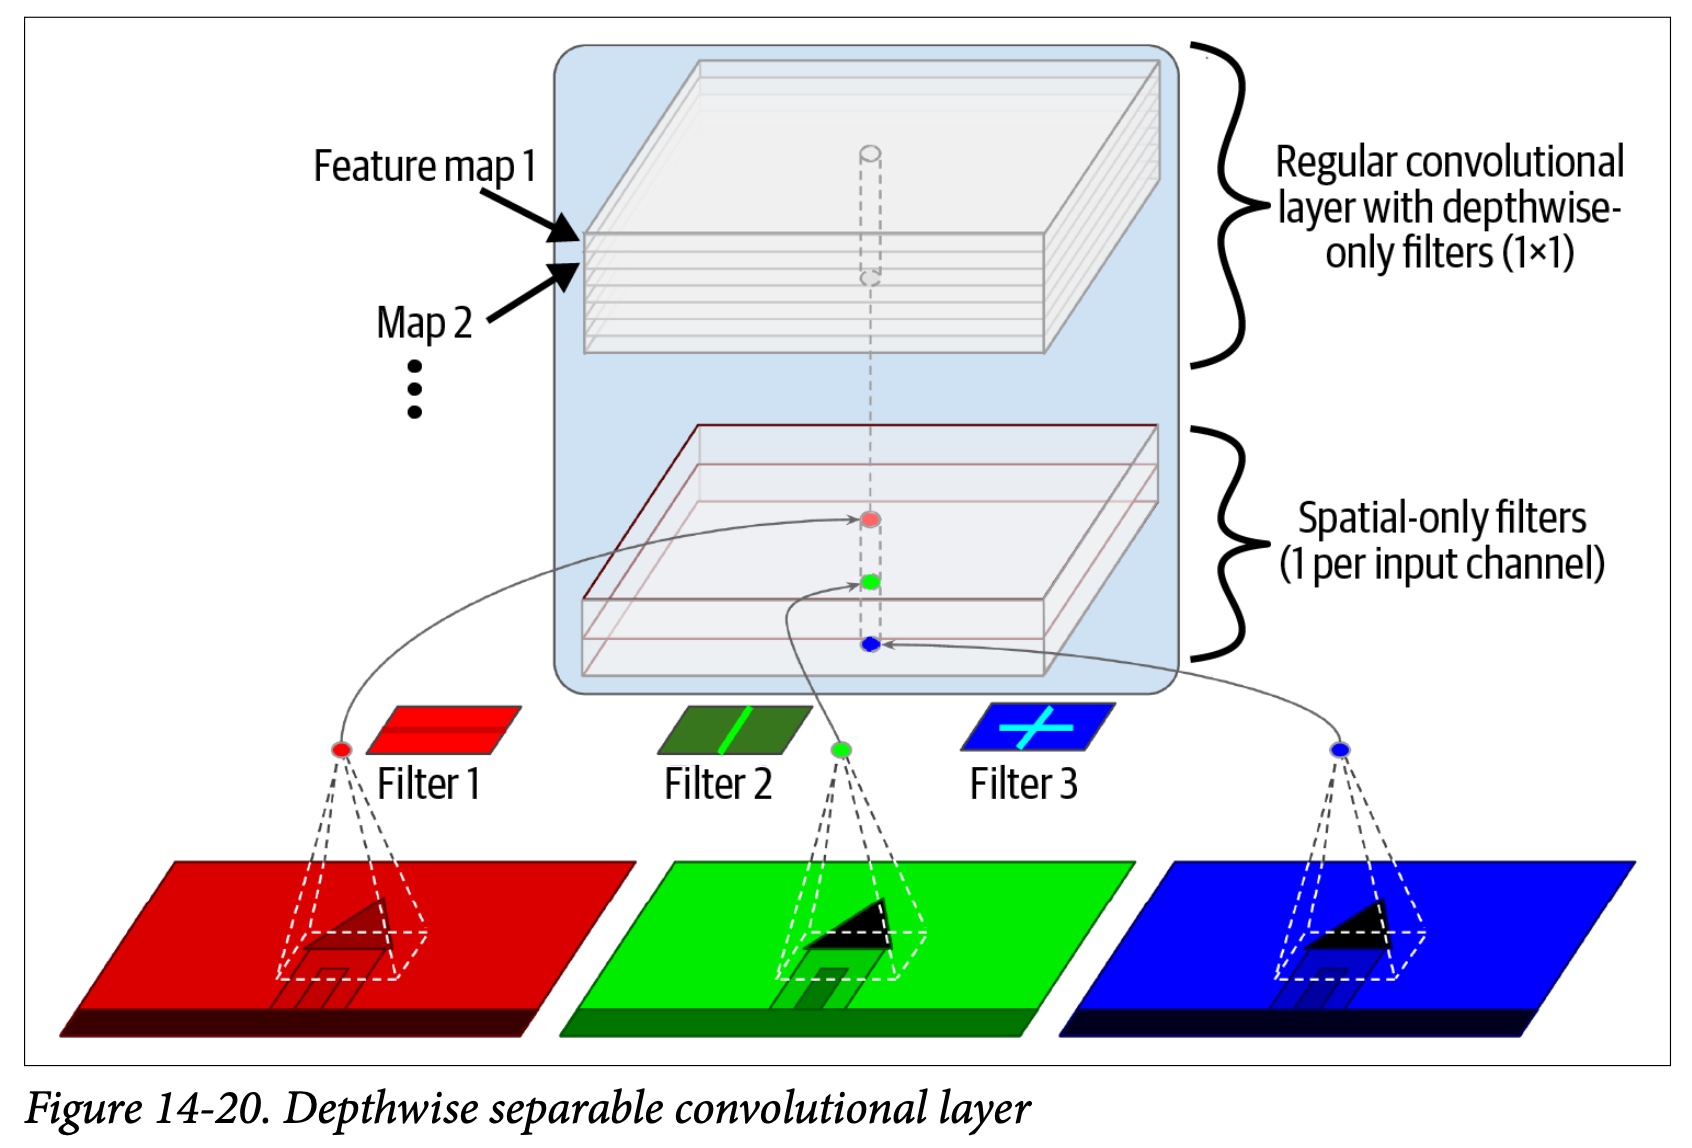 Feature map 1
Map 2
Regular convolutional
layer with depthwise-
only filters (1×1)
Spatial-only filters
(1 per input channel)
Filter 1
Filter 2
Filter 3
Figure 14-20. Depthwise separable convolutional layer